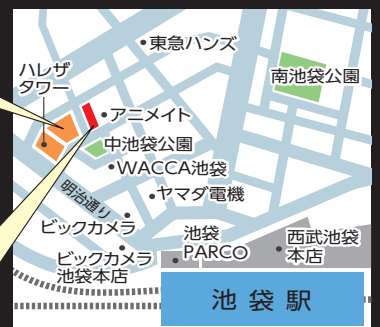 東急ハンズ
ハレザ
タワー
南池袋公園
アニメイト
中池袋公園
WACCA池袋
明治通り
ヤマダ電機
ビックカメラ
ビックカメラ
池袋本店
池袋
PARCO
西武池袋
本店
池袋駅